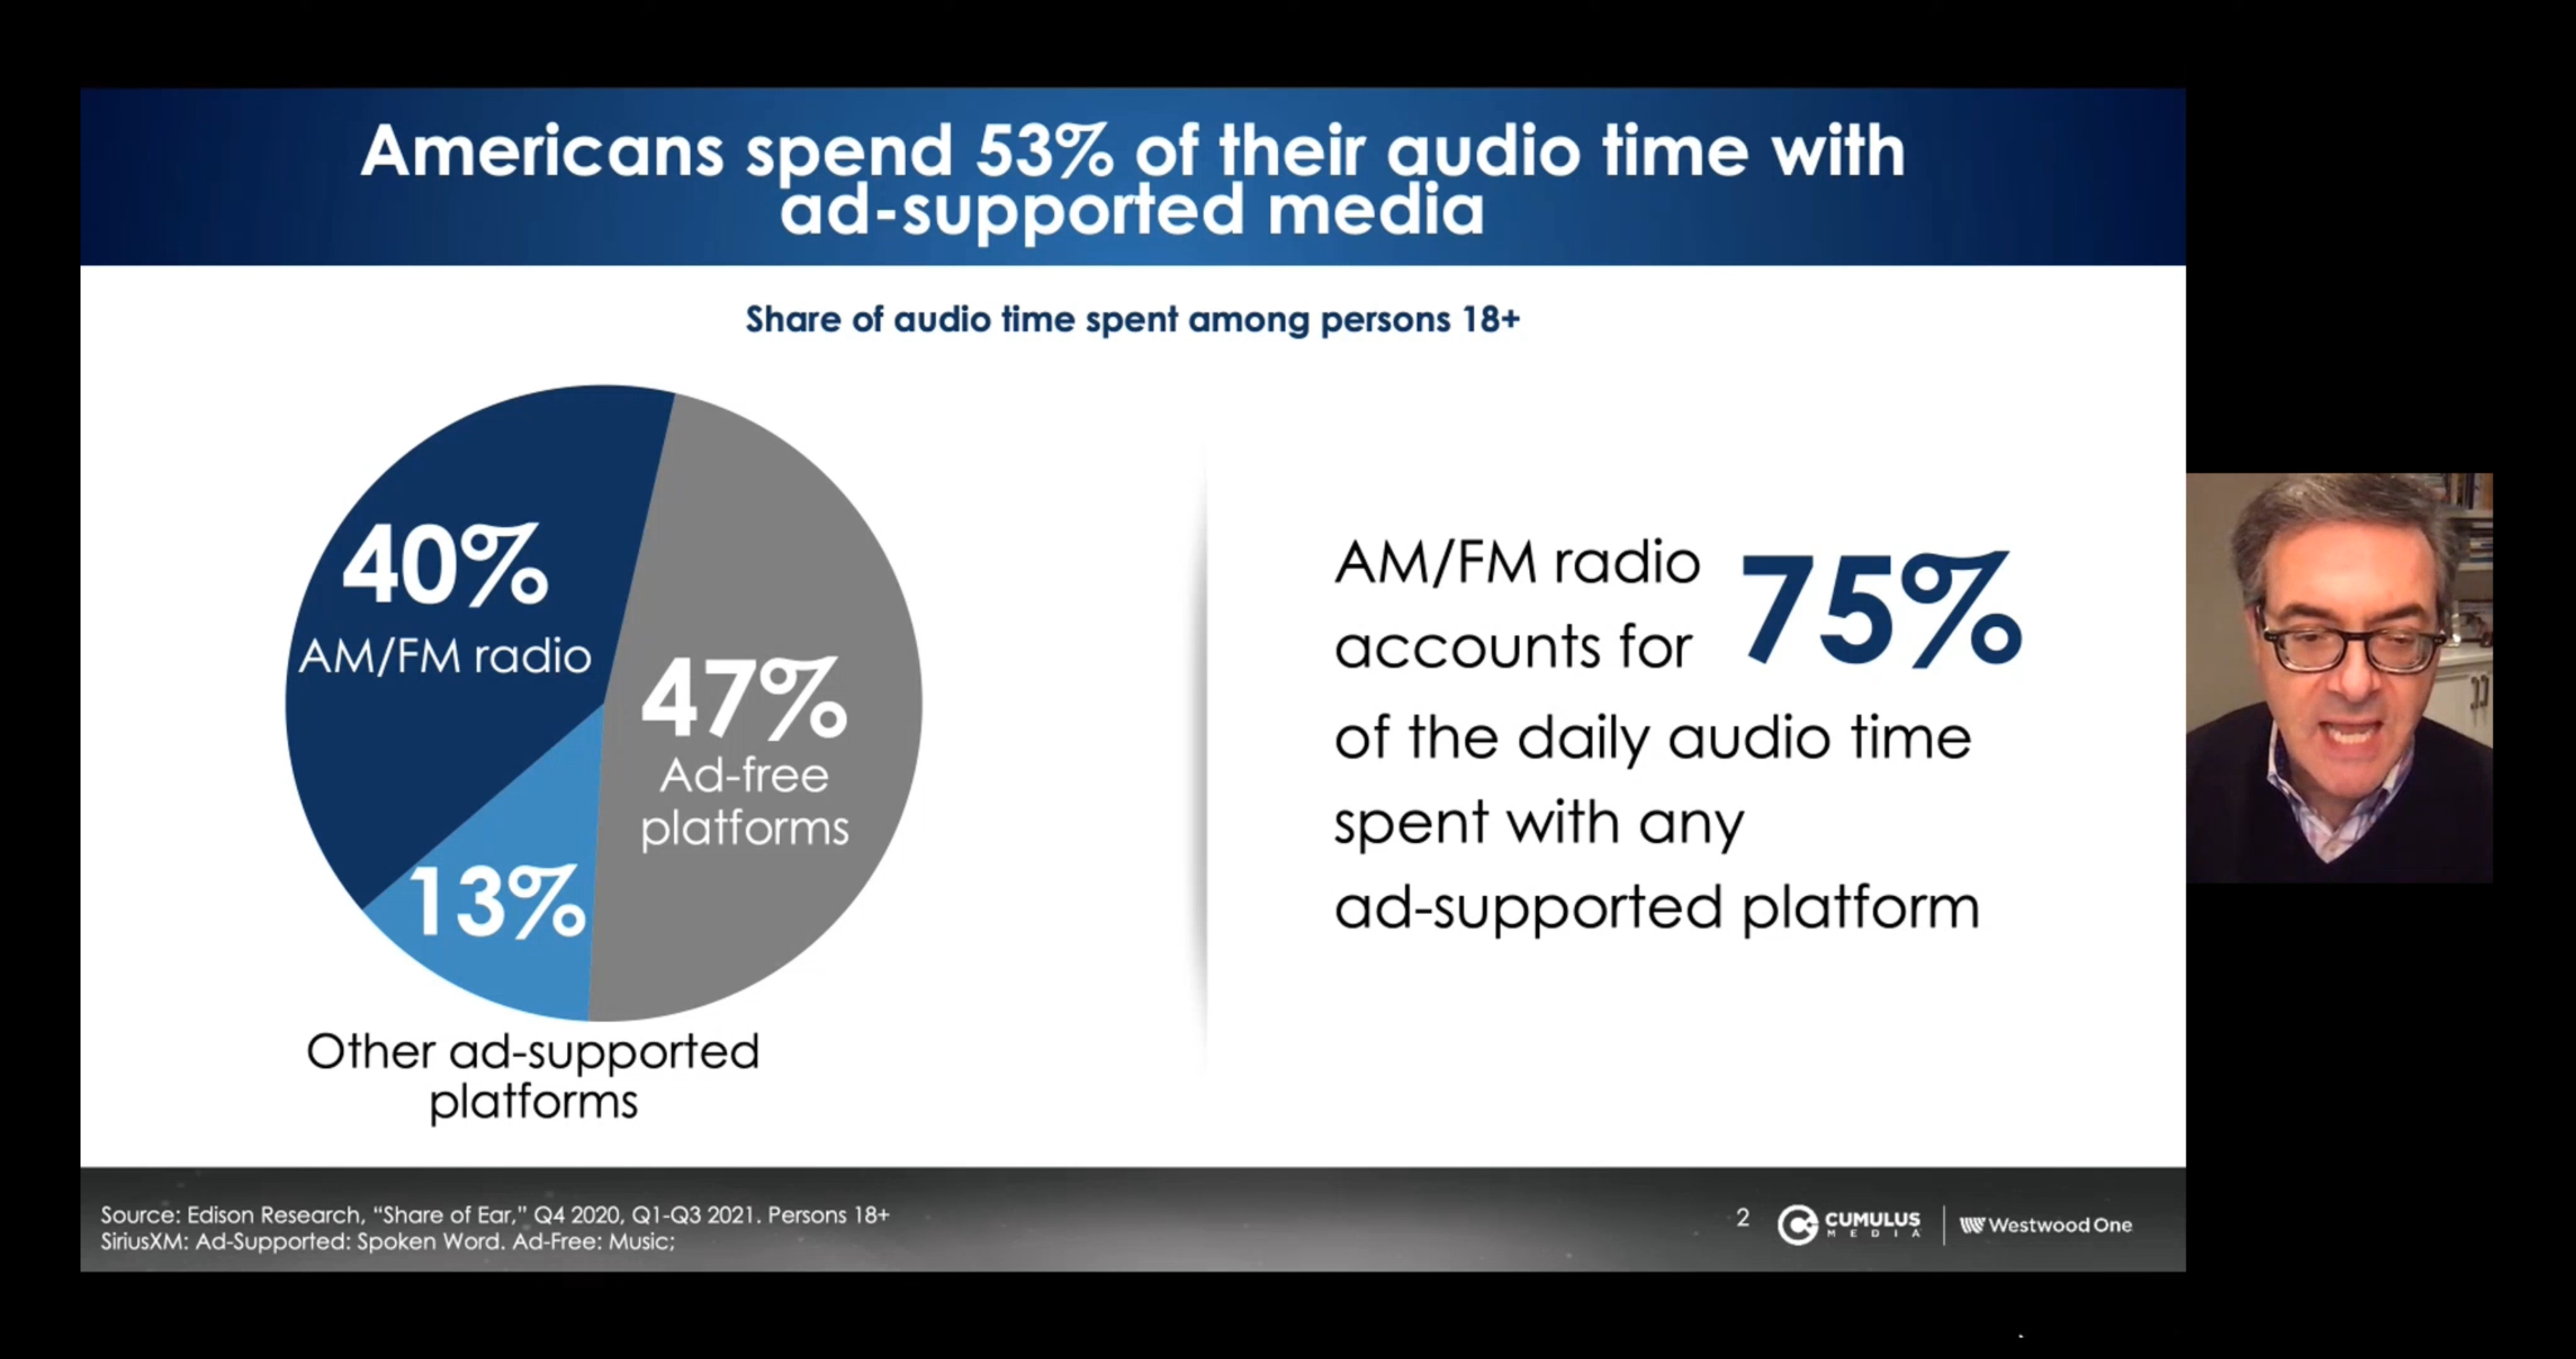 Americans spend 53% of their audio time with
ad-supported media
Share of audio time spent among persons 18+
40%
AM/FM radio
47%
Ad-free
platforms
13%
Other ad-supported
platforms
AM/FM radio
accounts for
75%
of the daily audio time
spent with any
ad-supported platform
Source: Edison Research, “Share of Ear,” Q4 2020, Q1-Q3 2021. Persons 18+
SiriusXM: Ad-Supported: Spoken Word. Ad-Free: Music;
2
CUMULUS
MEDIA
Westwood One